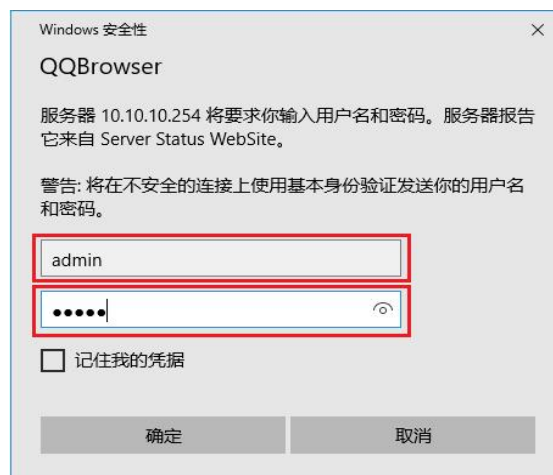 Windows 安全性
QQBrowser
服务器 10.10.10.254 将要求你输入用户名和密码。服务器报告
它来自 Server Status WebSite。
警告: 将在不安全的连接上使用基本身份验证发送你的用户名
和密码。
admin
●●●●●
记住我的凭据
确定
取消